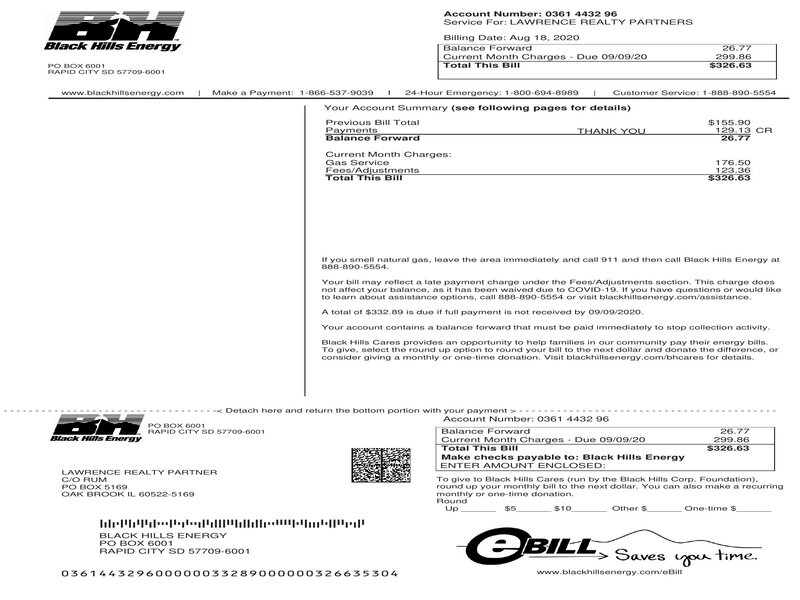 BH
Black Hills Energy
PO BOX 6001
RAPID CITY SD 57709-6001
Account Number: 0361 4432 96
Service For: LAWRENCE REALTY PARTNERS
Billing Date: Aug 18, 2020
Balance Forward 26.77
Current Month Charges - Due 09/09/20 299.86
Total This Bill $326.63
www.blackhillsenergy.com | Make a Payment: 1-866-537-9039 I 24-Hour Emergency: 1-800-694-8989 | Customer Service: 1-888-890-5554
Your Account Summary (see following pages for details)
Previous Bill Total $155.90
Payments THANK YOU 129.13 CR
Balance Forward 26.77
Current Month Charges:
Gas Service 176.50
Fees/Adjustments 123.36
Total This Bill $326.63
If you smell natural gas, leave the area immediately and call 911 and then call Black Hills Energy at
888-890-5554.
Your bill may reflect a late payment charge under the Fees/Adjustments section. This charge does
not affect your balance, as it has been waived due to COVID-19. If you have questions or would like
to learn about assistance options, call 888-890-5554 or visit blackhillsenergy.com/assistance.
A total of $332.89 is due if full payment is not received by 09/09/2020.
Your account contains a balance forward that must be paid immediately to stop collection activity.
Black Hills Cares provides an opportunity to help families in our community pay their energy bills.
To give, select the round up option to round your bill to the next dollar and donate the difference, or
consider giving a monthly or one-time donation. Visit blackhillsenergy.com/bhcares for details.
< Detach here and return the bottom portion with your payment >
BH
Black Hills Energy
PO BOX 6001
RAPID CITY SD 57709-6001
Account Number: 0361 4432 96
Balance Forward 26.77
Current Month Charges - Due 09/09/20 299.86
Total This Bill $326.63
Make checks payable to: Black Hills Energy
ENTER AMOUNT ENCLOSED:
LAWRENCE REALTY PARTNER
C/O RUM
PO BOX 5169
OAK BROOK IL 60522-5169
To give to Black Hills Cares (run by the Black Hills Corp. Foundation),
round up your monthly bill to the next dollar. You can also make a recurring
monthly or one-time donation.
Round
Up _______ $5______ $10______ Other $_______ One-time $_______
BLACK HILLS ENERGY
PO BOX 6001
RAPID CITY SD 57709-6001
eBILL Saves you time.
www.blackhillsenergy.com/eBill
0361443296000000332890000000326635304